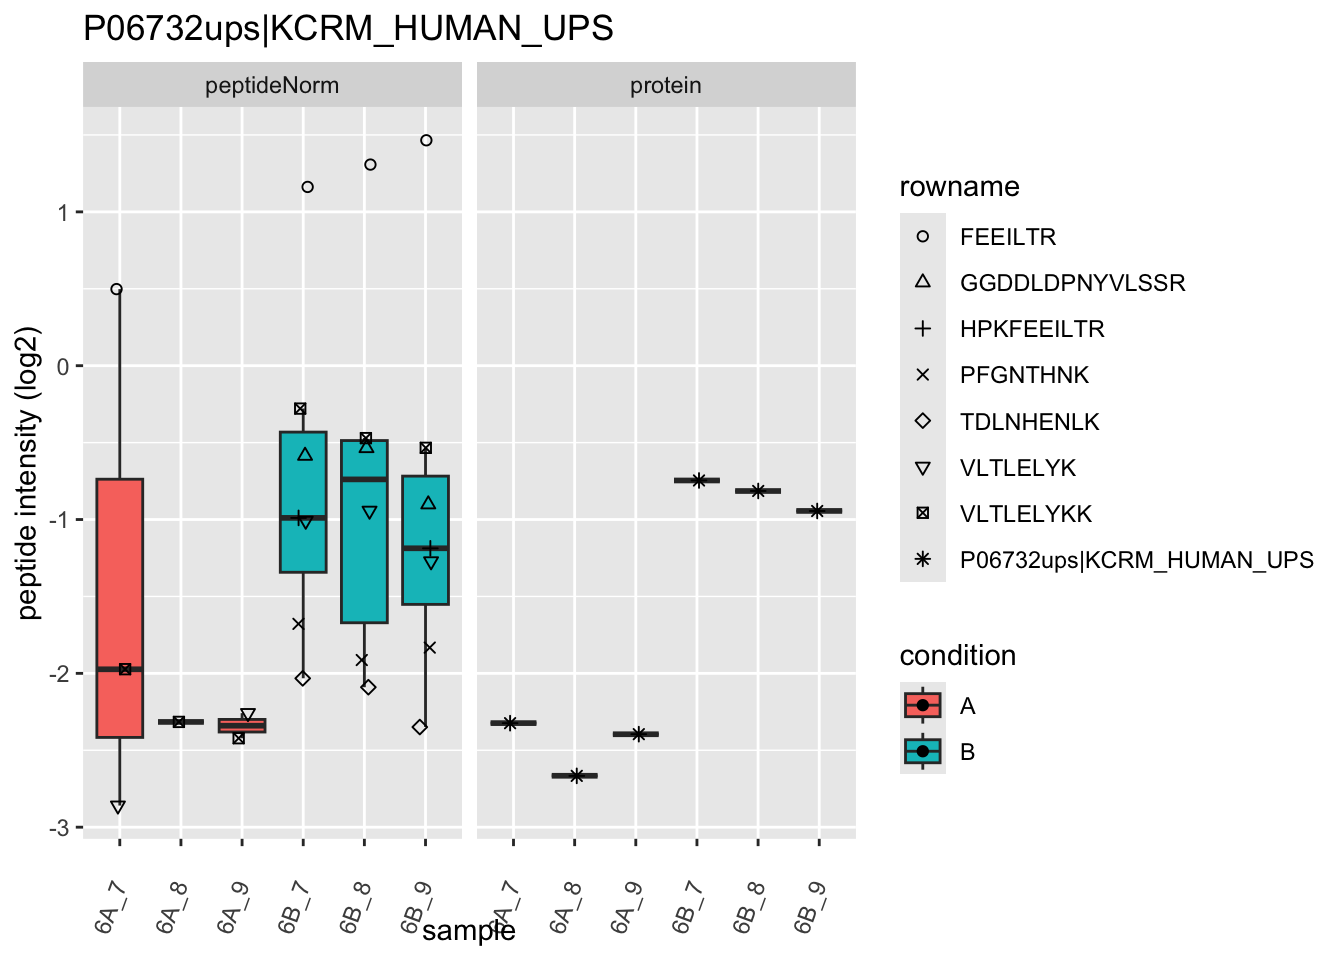 P06732ups|KCRM_HUMAN_UPS
peptideNorm
protein
peptide intensity (log2)
1
0
-1
-2
-3
6A_7
6A_8
6A_9
6B_7
6B_8
6B_9
6A_7
6A_8
6A_9
6B_7
6B_8
6B_9
sample
rowname
FEEILTR
GGDDLDPNYVLSSR
HPKFEEILTR
PFGNTHNK
TDLNHENLK
VLTLELYK
VLTLELYKK
P06732ups|KCRM_HUMAN_UPS
condition
A
B